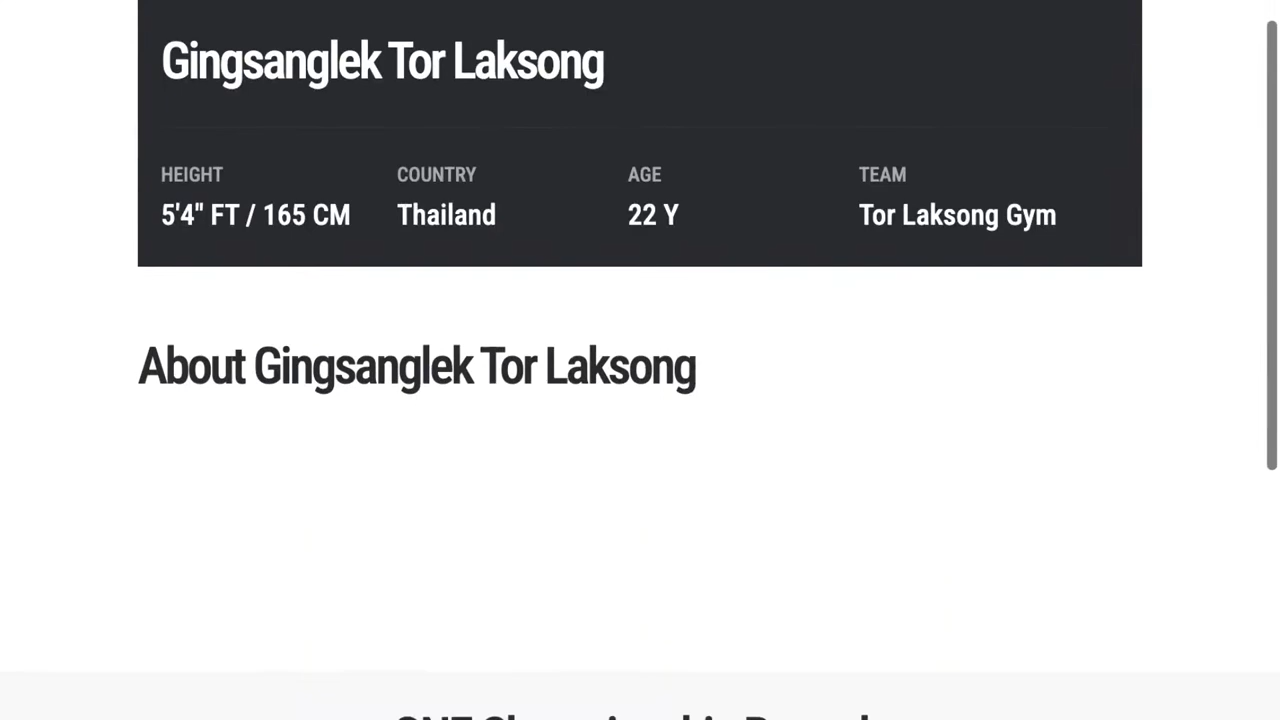 Gingsanglek Tor Laksong
HEIGHT COUNTRY AGE TEAM
5'4" FT / 165 CM Thailand 22 Y Tor Laksong Gym
About Gingsanglek Tor Laksong